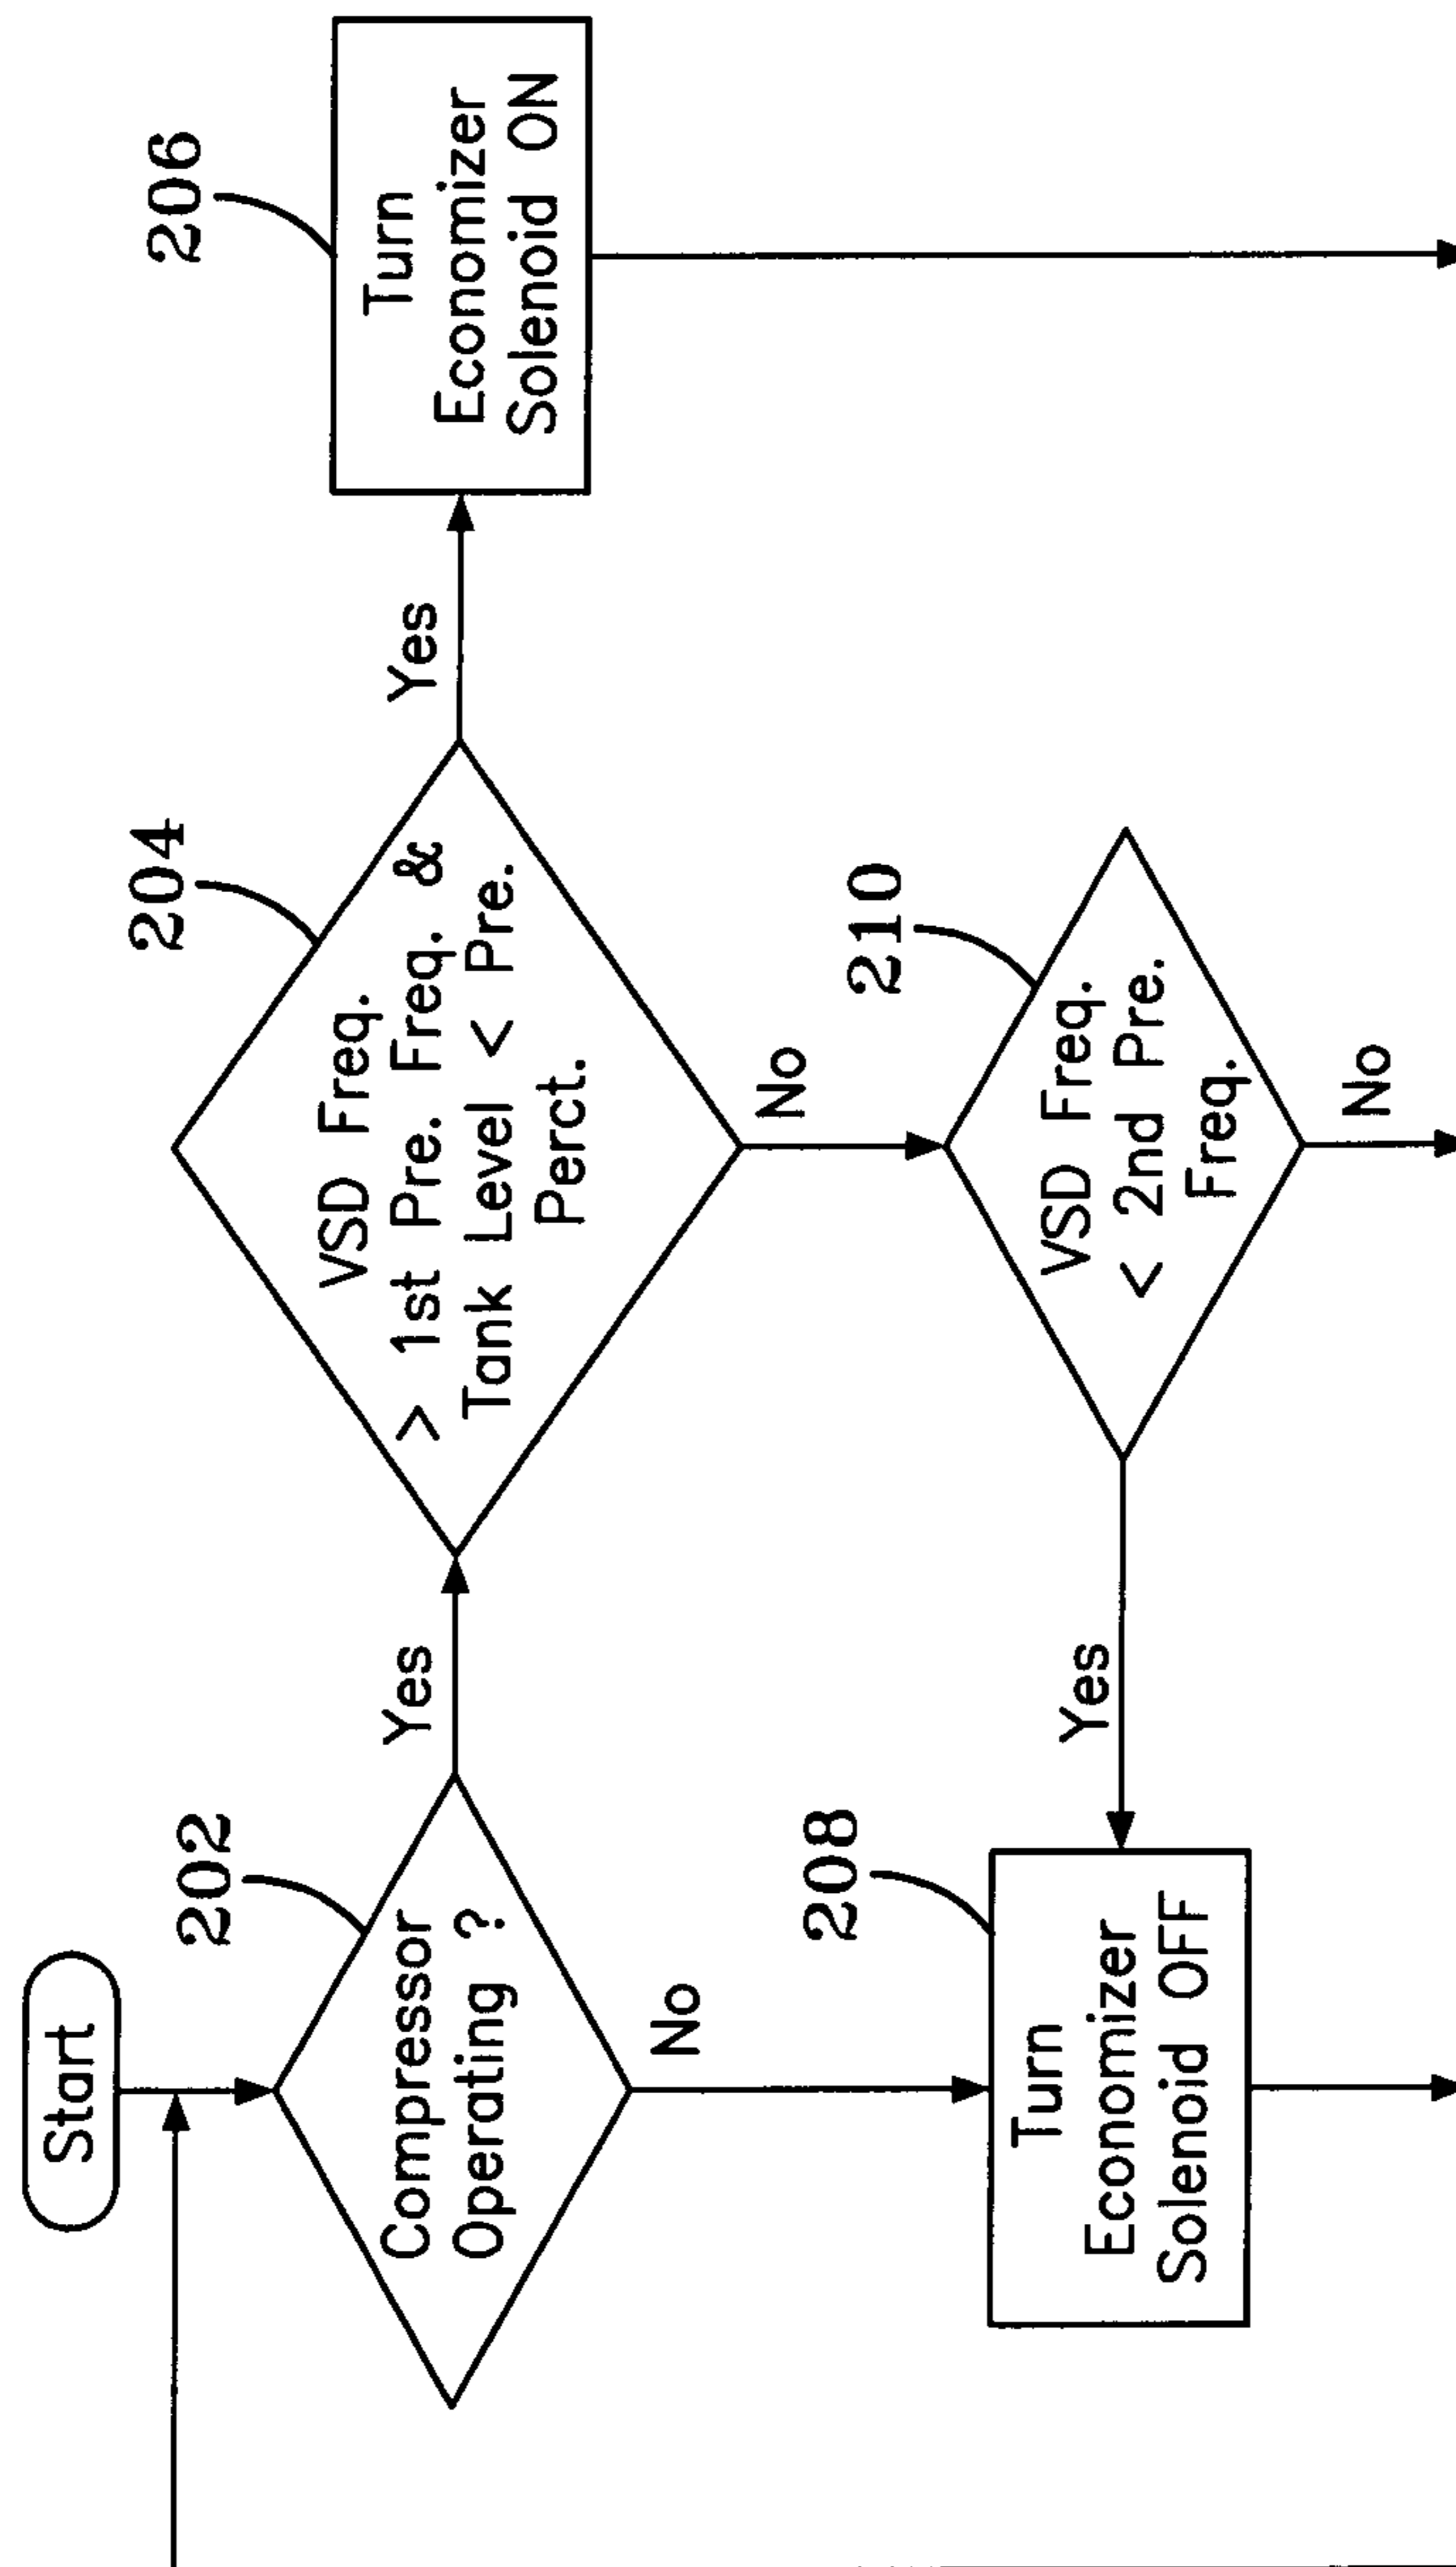 Start
202
Compressor
Operating ?
Yes
No
204
VSD Freq.
> 1st Pre. Freq. &
Tank Level < Pre.
Perct.
Yes
No
206
Turn
Economizer
Solenoid ON
208
Turn
Economizer
Solenoid OFF
Yes
210
VSD Freq.
< 2nd Pre.
Freq.
No